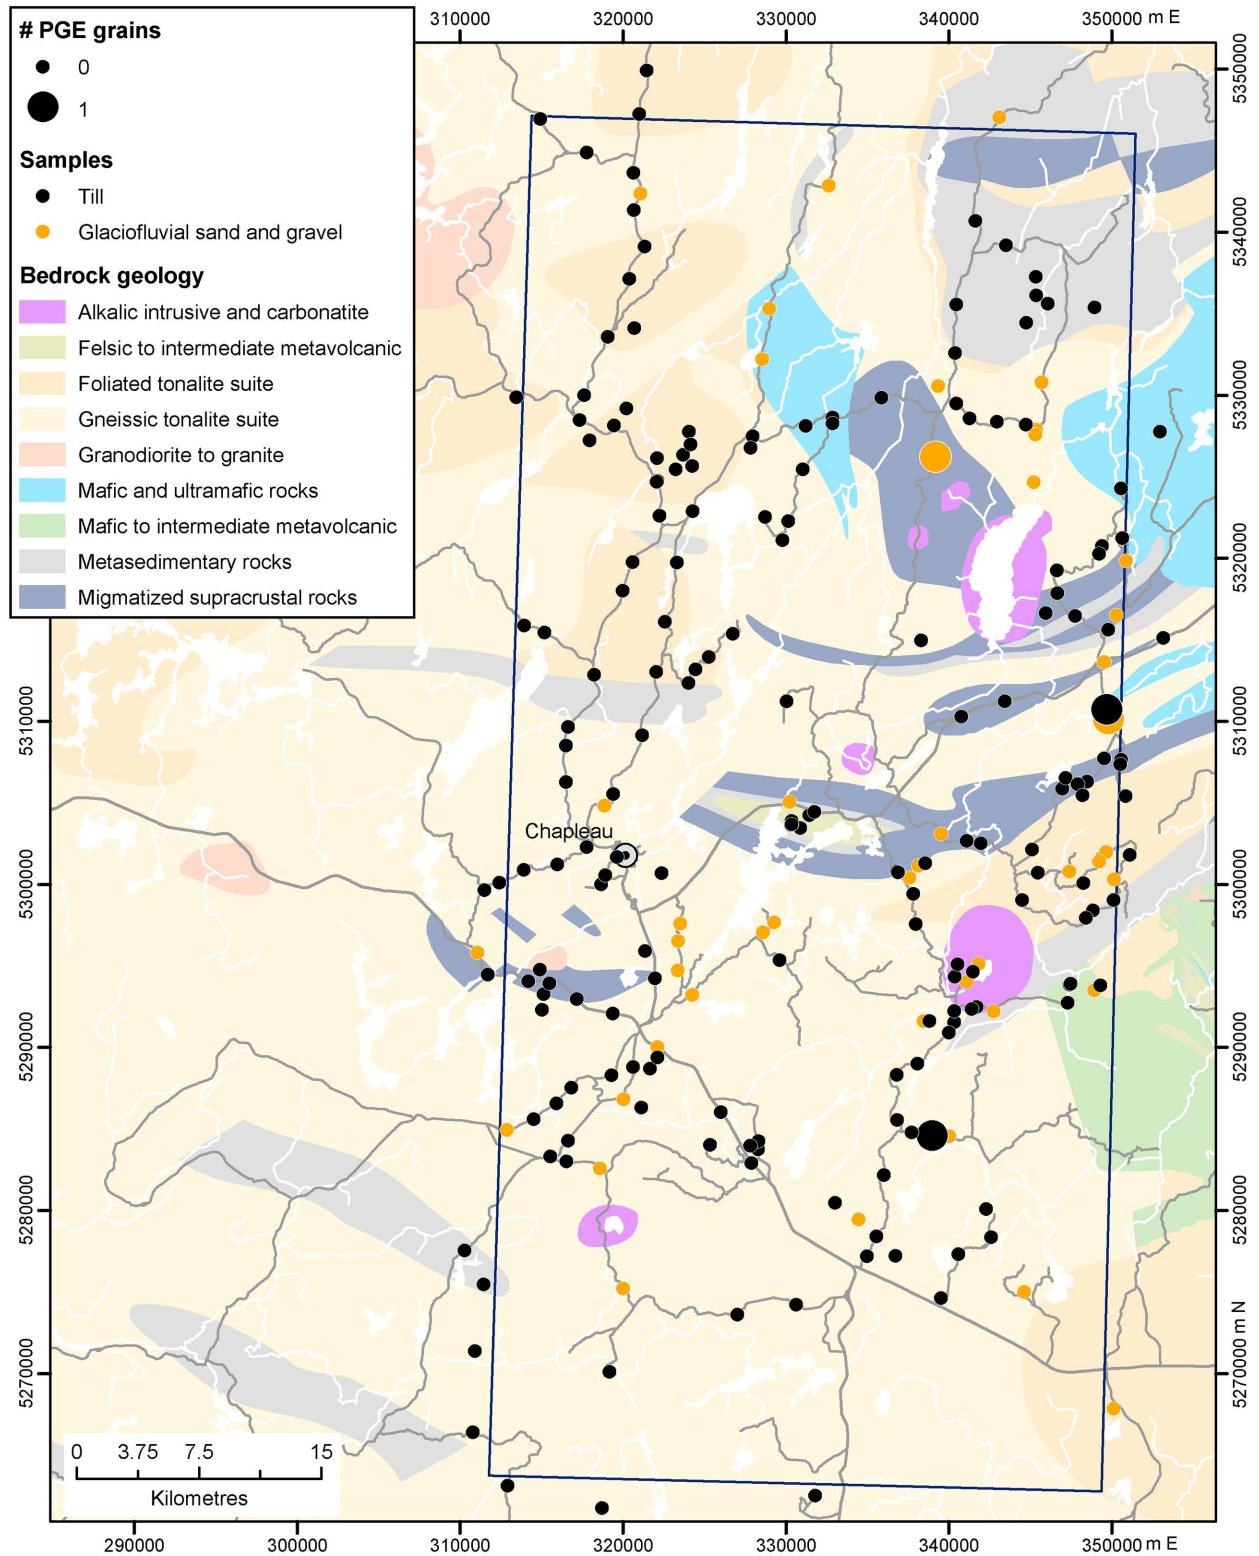 # PGE grains
0
1
Samples
Till
Glaciofluvial sand and gravel
Bedrock geology
Alkalic intrusive and carbonatite
Felsic to intermediate metavolcanic
Foliated tonalite suite
Gneissic tonalite suite
Granodiorite to granite
Mafic and ultramafic rocks
Mafic to intermediate metavolcanic
Metasedimentary rocks
Migmatized supracrustal rocks
310000 320000 330000 340000 350000 m E
5350000
5340000
5330000
5320000
5310000
5300000
5290000
5280000
5270000 m N
5310000
5300000
5290000
5280000
5270000
Chapleau
0 3.75 7.5 15
Kilometres
290000 300000 310000 320000 330000 340000 350000 m E